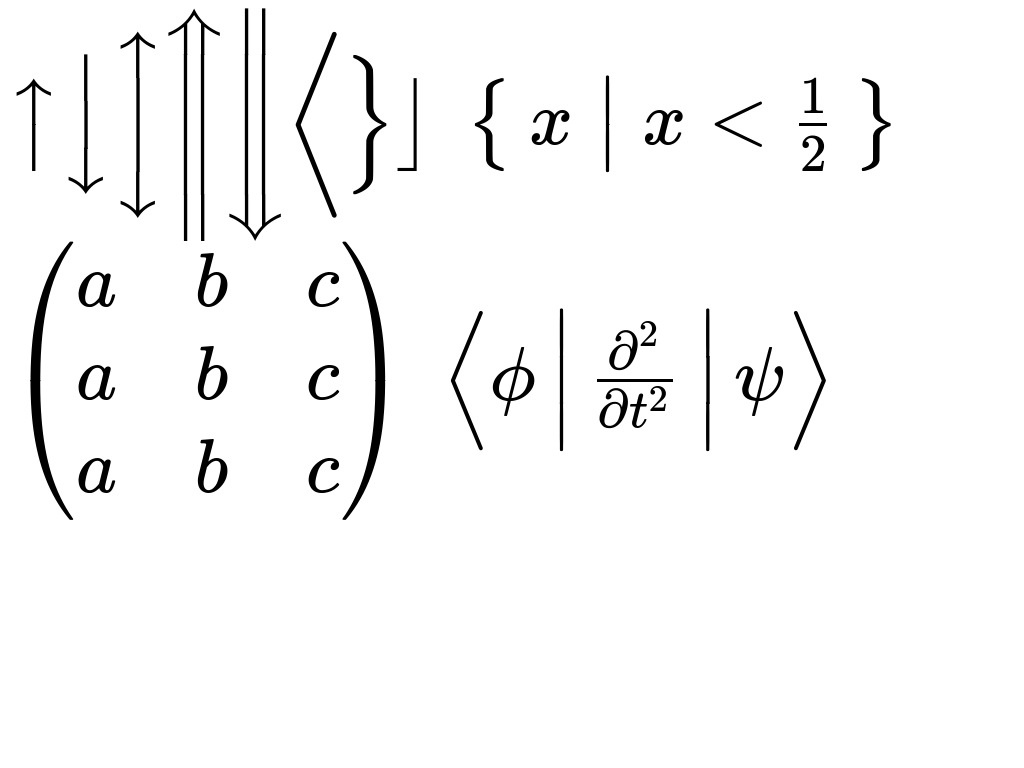 ↑↓↕⇑⇓⟨}⌋ { x | x < 1/2 }
(a b c
a b c
a b c) ⟨ϕ | ∂²/∂t² | ψ⟩